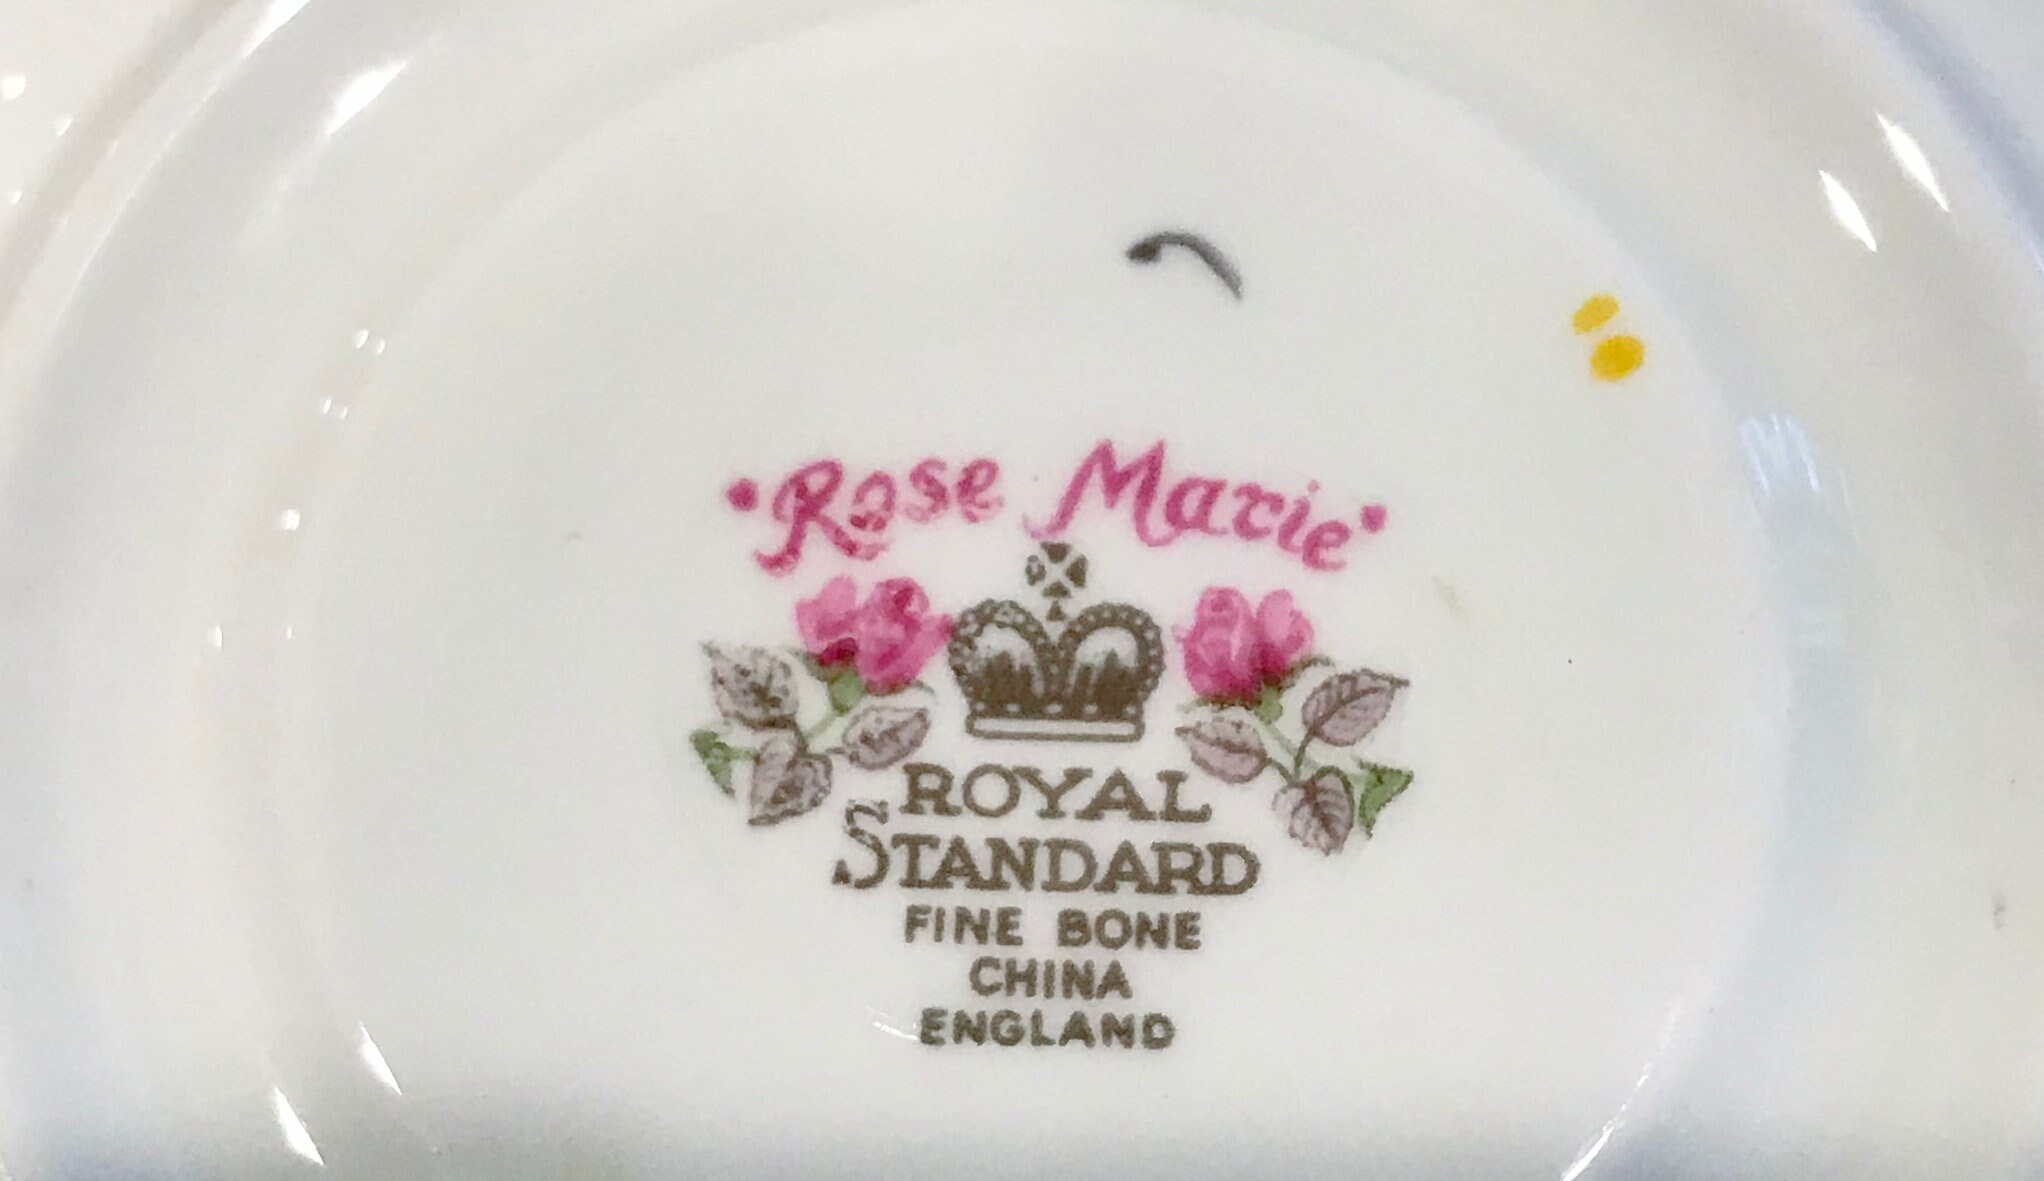 ·Rose Marie·
ROYAL
STANDARD
FINE BONE
CHINA
ENGLAND